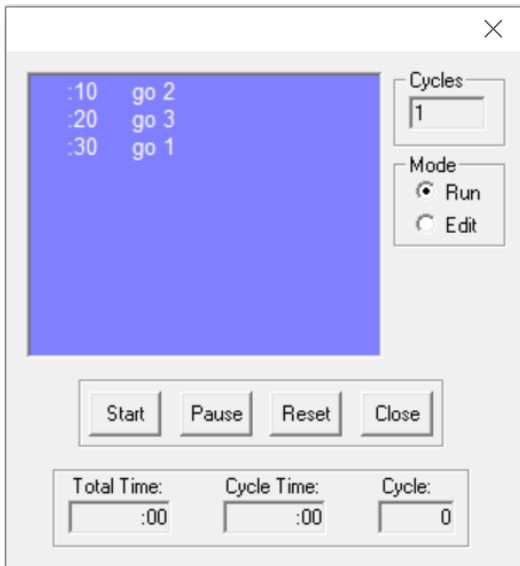 :10 go 2
:20 go 3
:30 go 1
Cycles
1
Mode
Run
Edit
Start Pause Reset Close
Total Time: Cycle Time: Cycle:
:00 :00 0